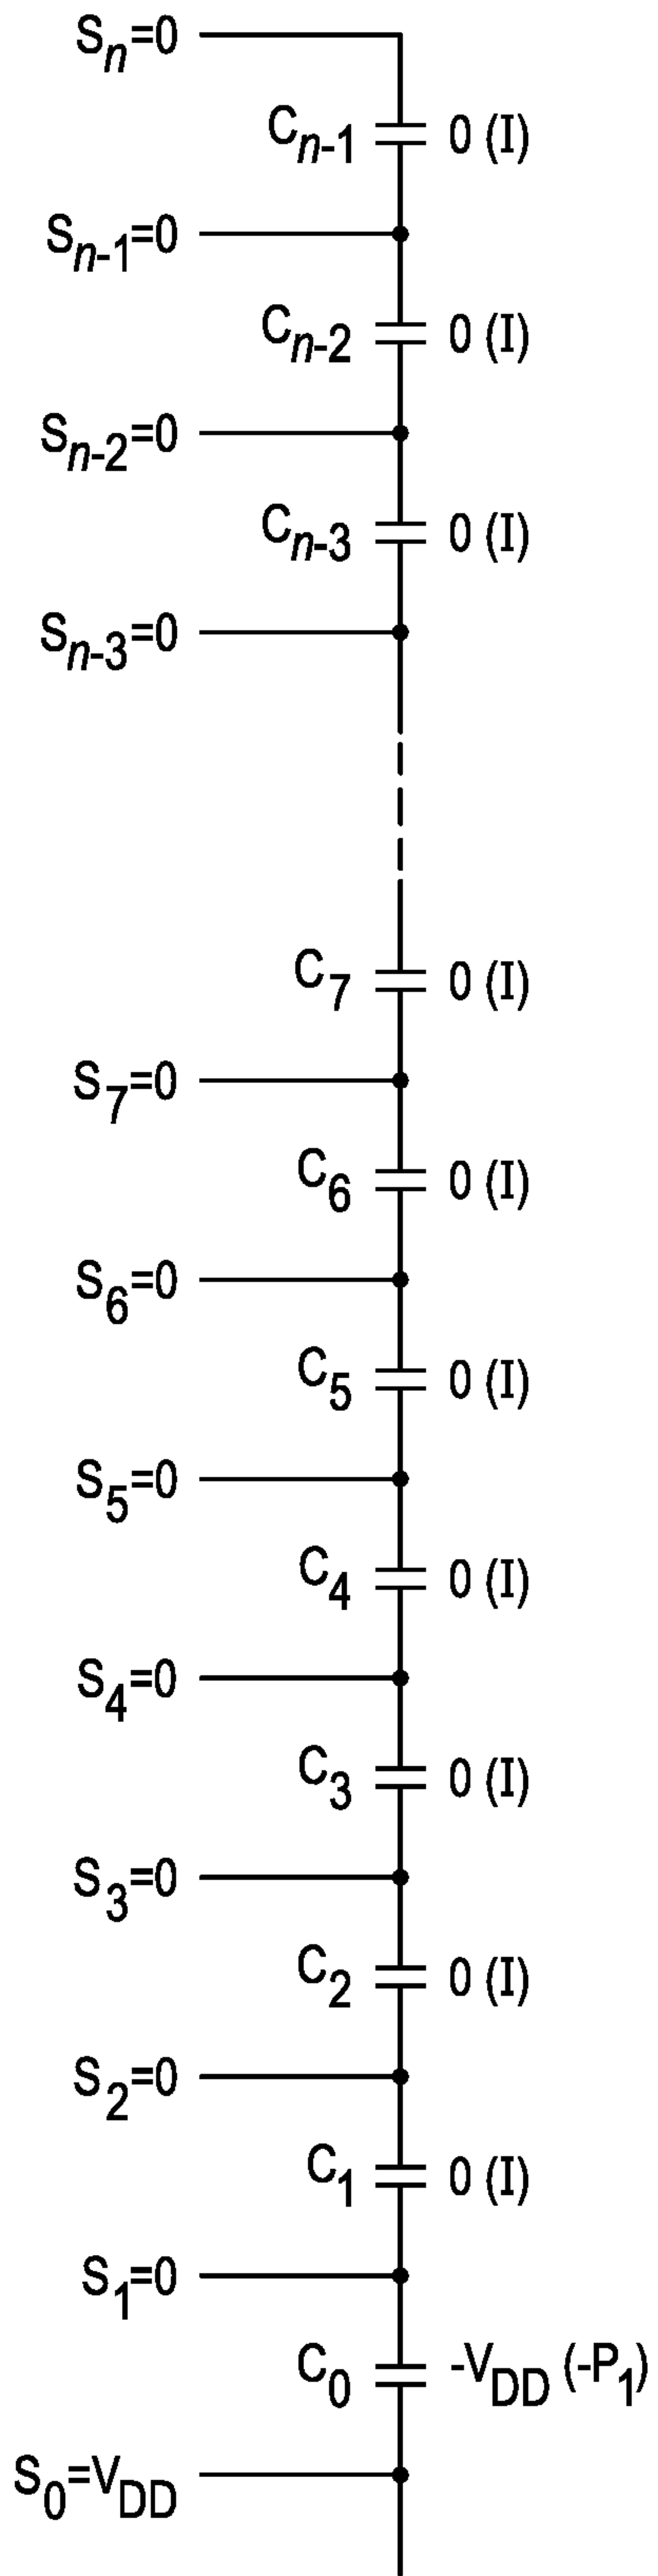 Sn=0
Cn-1 0 (I)
Sn-1=0
Cn-2 0 (I)
Sn-2=0
Cn-3 0 (I)
Sn-3=0
C7 0 (I)
S7=0
C6 0 (I)
S6=0
C5 0 (I)
S5=0
C4 0 (I)
S4=0
C3 0 (I)
S3=0
C2 0 (I)
S2=0
C1 0 (I)
S1=0
C0 -VDD (-P1)
S0=VDD